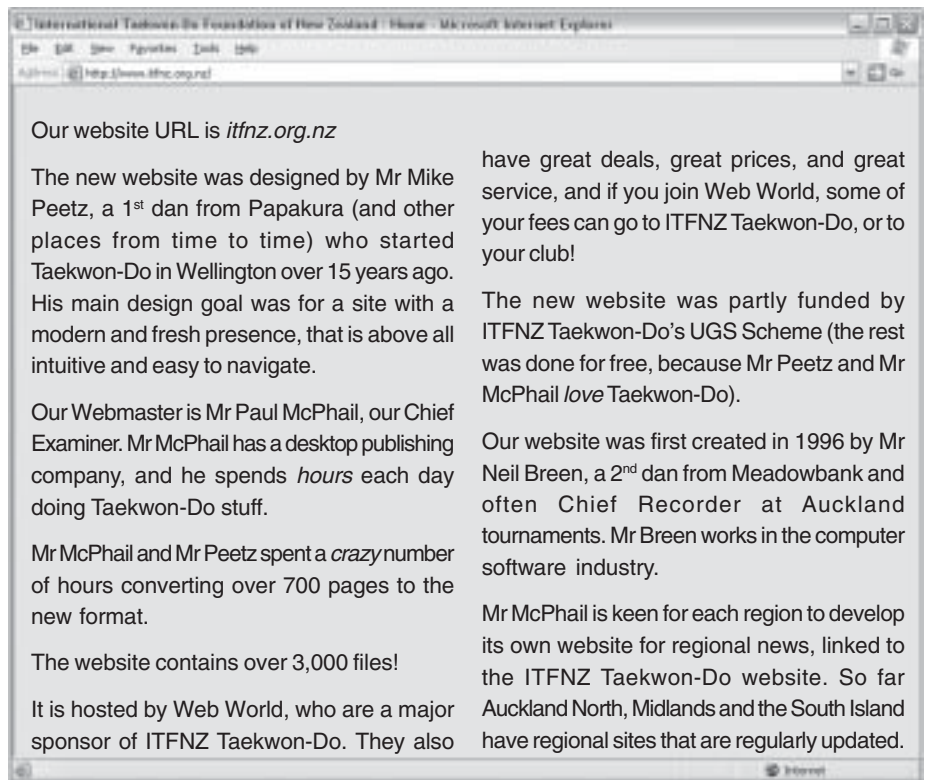 International Taekwon-Do Foundation of New Zealand : Home - Microsoft Internet Explorer
File Edit View Favorites Tools Help
Address http://www.itfnz.org.nz/ Go
Our website URL is itfnz.org.nz
The new website was designed by Mr Mike
Peetz, a 1st dan from Papakura (and other
places from time to time) who started
Taekwon-Do in Wellington over 15 years ago.
His main design goal was for a site with a
modern and fresh presence, that is above all
intuitive and easy to navigate.
Our Webmaster is Mr Paul McPhail, our Chief
Examiner. Mr McPhail has a desktop publishing
company, and he spends hours each day
doing Taekwon-Do stuff.
Mr McPhail and Mr Peetz spent a crazy number
of hours converting over 700 pages to the
new format.
The website contains over 3,000 files!
It is hosted by Web World, who are a major
sponsor of ITFNZ Taekwon-Do. They also
have great deals, great prices, and great
service, and if you join Web World, some of
your fees can go to ITFNZ Taekwon-Do, or to
your club!
The new website was partly funded by
ITFNZ Taekwon-Do's UGS Scheme (the rest
was done for free, because Mr Peetz and Mr
McPhail love Taekwon-Do).
Our website was first created in 1996 by Mr
Neil Breen, a 2nd dan from Meadowbank and
often Chief Recorder at Auckland
tournaments. Mr Breen works in the computer
software industry.
Mr McPhail is keen for each region to develop
its own website for regional news, linked to
the ITFNZ Taekwon-Do website. So far
Auckland North, Midlands and the South Island
have regional sites that are regularly updated.
Internet